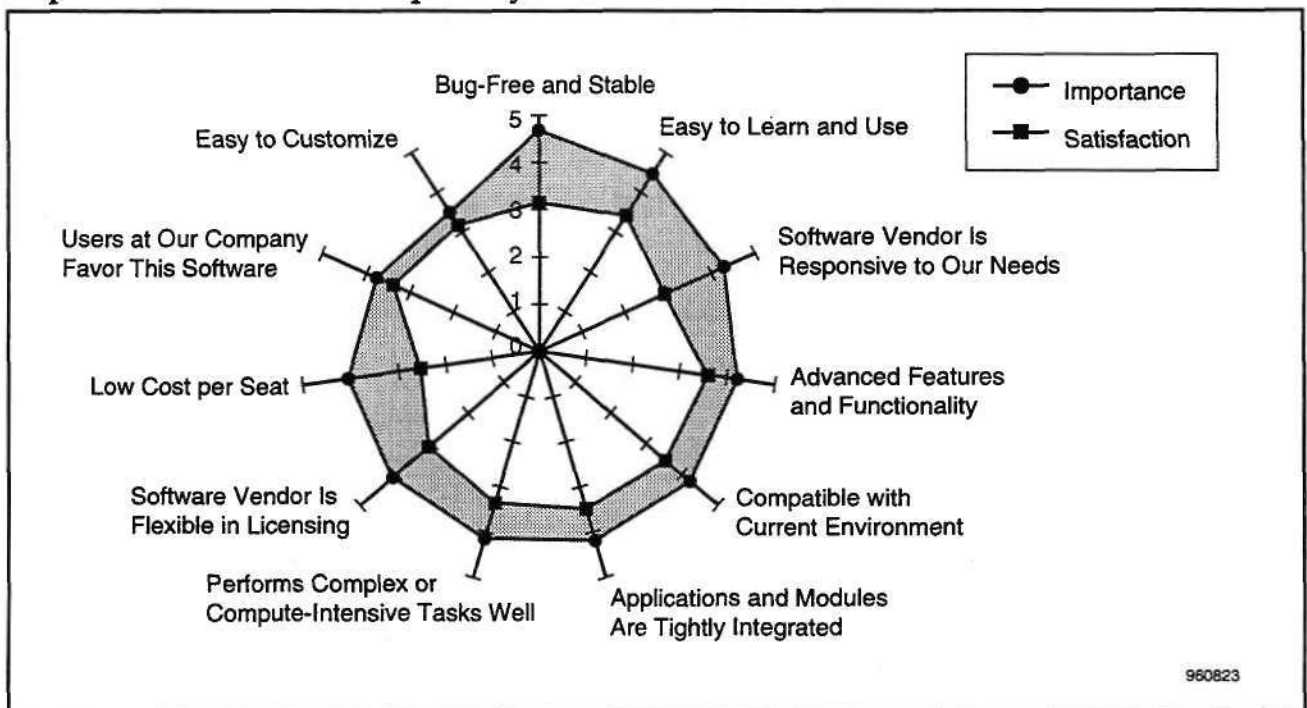 Bug-Free and Stable
Easy to Learn and Use
Software Vendor Is
Responsive to Our Needs
Advanced Features
and Functionality
Compatible with
Current Environment
Applications and Modules
Are Tightly Integrated
Performs Complex or
Compute-Intensive Tasks Well
Software Vendor Is
Flexible in Licensing
Low Cost per Seat
Users at Our Company
Favor This Software
Easy to Customize
5
4
3
2
1
0
Importance
Satisfaction
960823